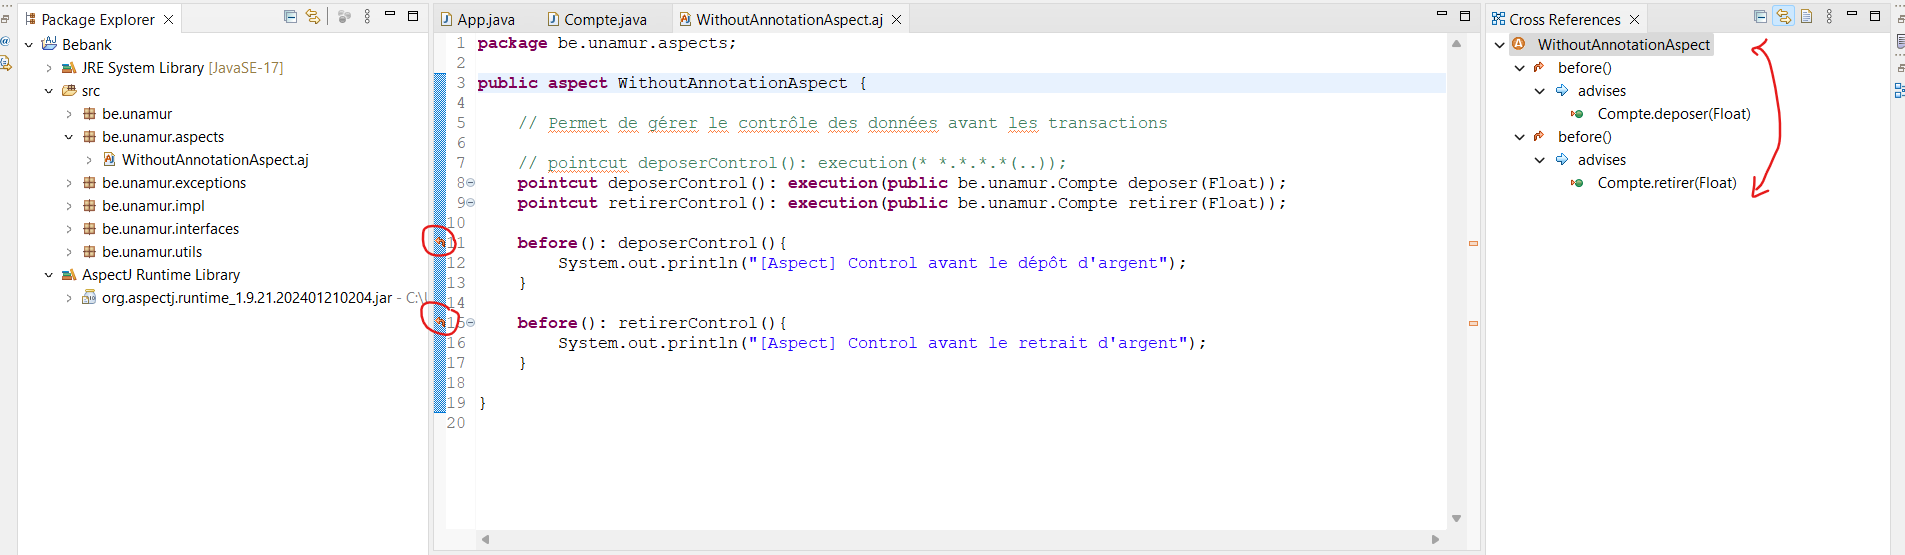 Package Explorer
Bebank
JRE System Library [JavaSE-17]
src
be.unamur
be.unamur.aspects
WithoutAnnotationAspect.aj
be.unamur.exceptions
be.unamur.impl
be.unamur.interfaces
be.unamur.utils
AspectJ Runtime Library
org.aspectj.runtime_1.9.21.202401210204.jar - C:\
App.java Compte.java WithoutAnnotationAspect.aj
1 package be.unamur.aspects;
2
3 public aspect WithoutAnnotationAspect {
4
5 // Permet de gérer le contrôle des données avant les transactions
6
7 // pointcut deposerControl(): execution(* *.*.*.*(..));
8 pointcut deposerControl(): execution(public be.unamur.Compte deposer(Float));
9 pointcut retirerControl(): execution(public be.unamur.Compte retirer(Float));
10
11 before(): deposerControl(){
12 System.out.println("[Aspect] Control avant le dépôt d'argent");
13 }
14
15 before(): retirerControl(){
16 System.out.println("[Aspect] Control avant le retrait d'argent");
17 }
18
19 }
20
Cross References
WithoutAnnotationAspect
before()
advises
Compte.deposer(Float)
before()
advises
Compte.retirer(Float)